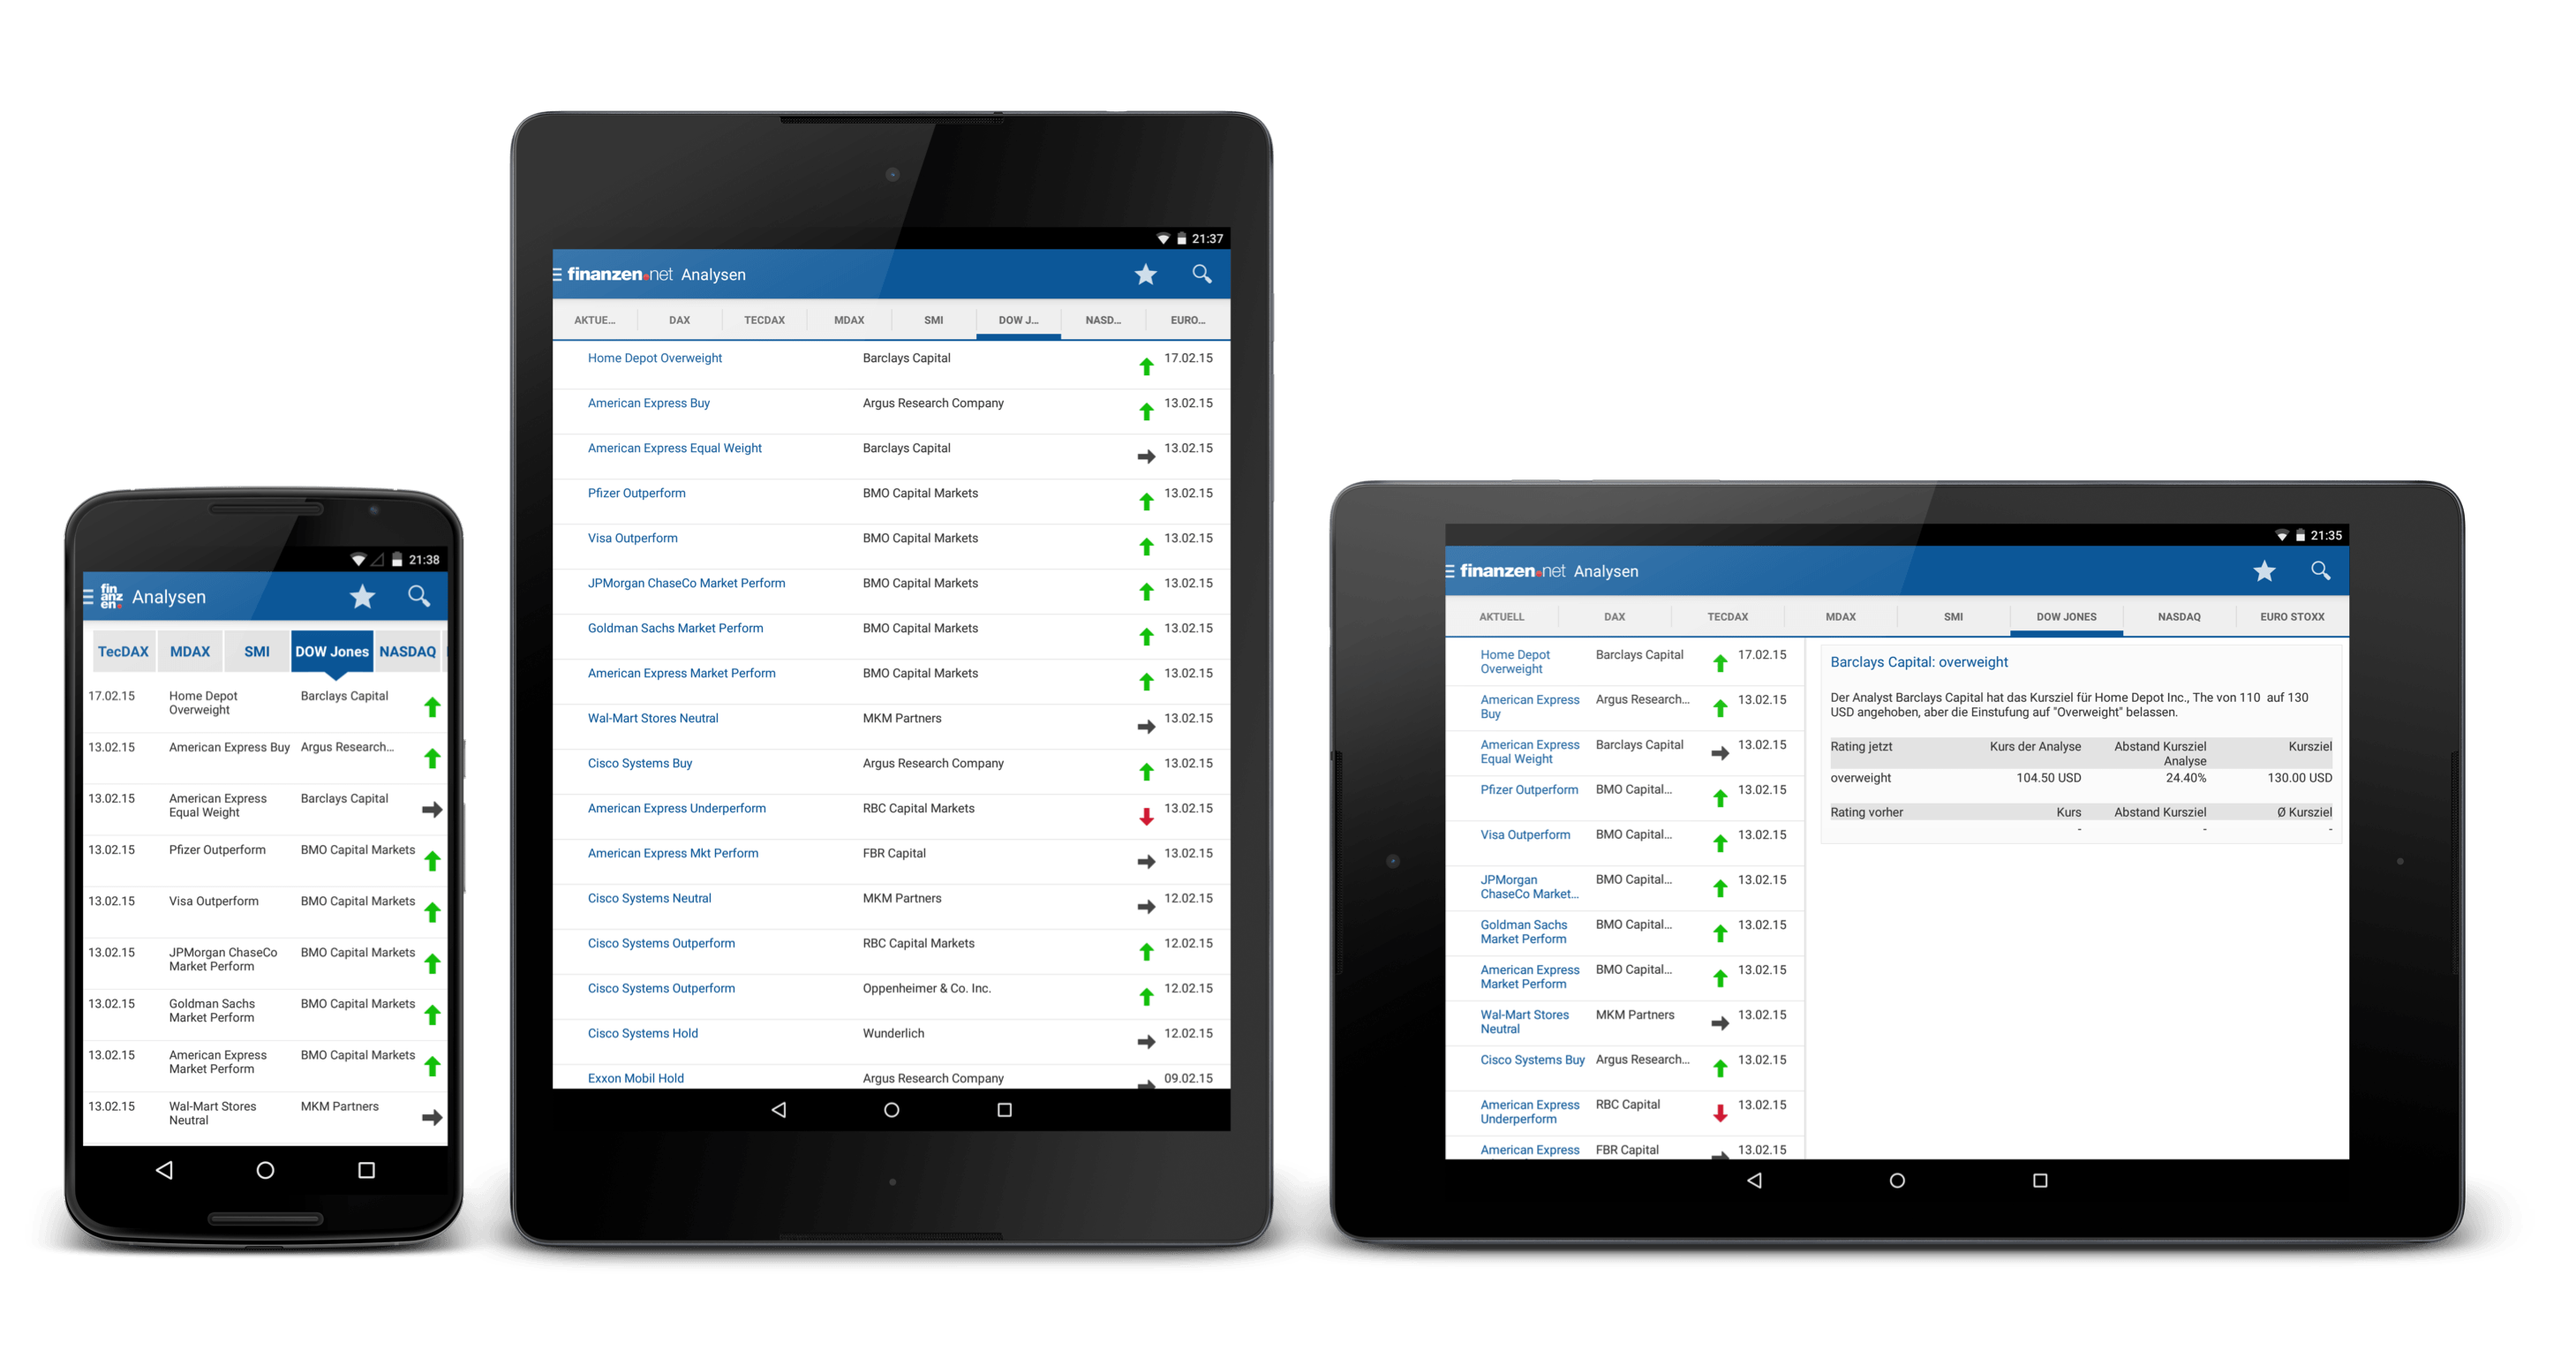 21:38
fin
anz
en
Analysen
TecDAX MDAX SMI DOW Jones NASDAQ
17.02.15 Home Depot Barclays Capital
Overweight
13.02.15 American Express Buy Argus Research...
13.02.15 American Express Barclays Capital
Equal Weight
13.02.15 Pfizer Outperform BMO Capital Markets
13.02.15 Visa Outperform BMO Capital Markets
13.02.15 JPMorgan ChaseCo BMO Capital Markets
Market Perform
13.02.15 Goldman Sachs BMO Capital Markets
Market Perform
13.02.15 American Express BMO Capital Markets
Market Perform
13.02.15 Wal-Mart Stores MKM Partners
Neutral
21:37
finanzen.net Analysen
AKTUE... DAX TECDAX MDAX SMI DOW J... NASD... EURO...
Home Depot Overweight Barclays Capital 17.02.15
American Express Buy Argus Research Company 13.02.15
American Express Equal Weight Barclays Capital 13.02.15
Pfizer Outperform BMO Capital Markets 13.02.15
Visa Outperform BMO Capital Markets 13.02.15
JPMorgan ChaseCo Market Perform BMO Capital Markets 13.02.15
Goldman Sachs Market Perform BMO Capital Markets 13.02.15
American Express Market Perform BMO Capital Markets 13.02.15
Wal-Mart Stores Neutral MKM Partners 13.02.15
Cisco Systems Buy Argus Research Company 13.02.15
American Express Underperform RBC Capital Markets 13.02.15
American Express Mkt Perform FBR Capital 13.02.15
Cisco Systems Neutral MKM Partners 12.02.15
Cisco Systems Outperform RBC Capital Markets 12.02.15
Cisco Systems Outperform Oppenheimer & Co. Inc. 12.02.15
Cisco Systems Hold Wunderlich 12.02.15
Exxon Mobil Hold Argus Research Company 09.02.15
21:35
finanzen.net Analysen
AKTUELL DAX TECDAX MDAX SMI DOW JONES NASDAQ EURO STOXX
Home Depot Barclays Capital 17.02.15
Overweight
American Express Argus Research... 13.02.15
Buy
American Express Barclays Capital 13.02.15
Equal Weight
Pfizer Outperform BMO Capital... 13.02.15
Visa Outperform BMO Capital... 13.02.15
JPMorgan BMO Capital... 13.02.15
ChaseCo Market...
Goldman Sachs BMO Capital... 13.02.15
Market Perform
American Express BMO Capital... 13.02.15
Market Perform
Wal-Mart Stores MKM Partners 13.02.15
Neutral
Cisco Systems Buy Argus Research... 13.02.15
American Express RBC Capital 13.02.15
Underperform
American Express FBR Capital 13.02.15
Barclays Capital: overweight
Der Analyst Barclays Capital hat das Kursziel für Home Depot Inc., The von 110 auf 130
USD angehoben, aber die Einstufung auf "Overweight" belassen.
Rating jetzt Kurs der Analyse Abstand Kursziel Kursziel
Analyse
overweight 104.50 USD 24.40% 130.00 USD
Rating vorher Kurs Abstand Kursziel Ø Kursziel
- - -